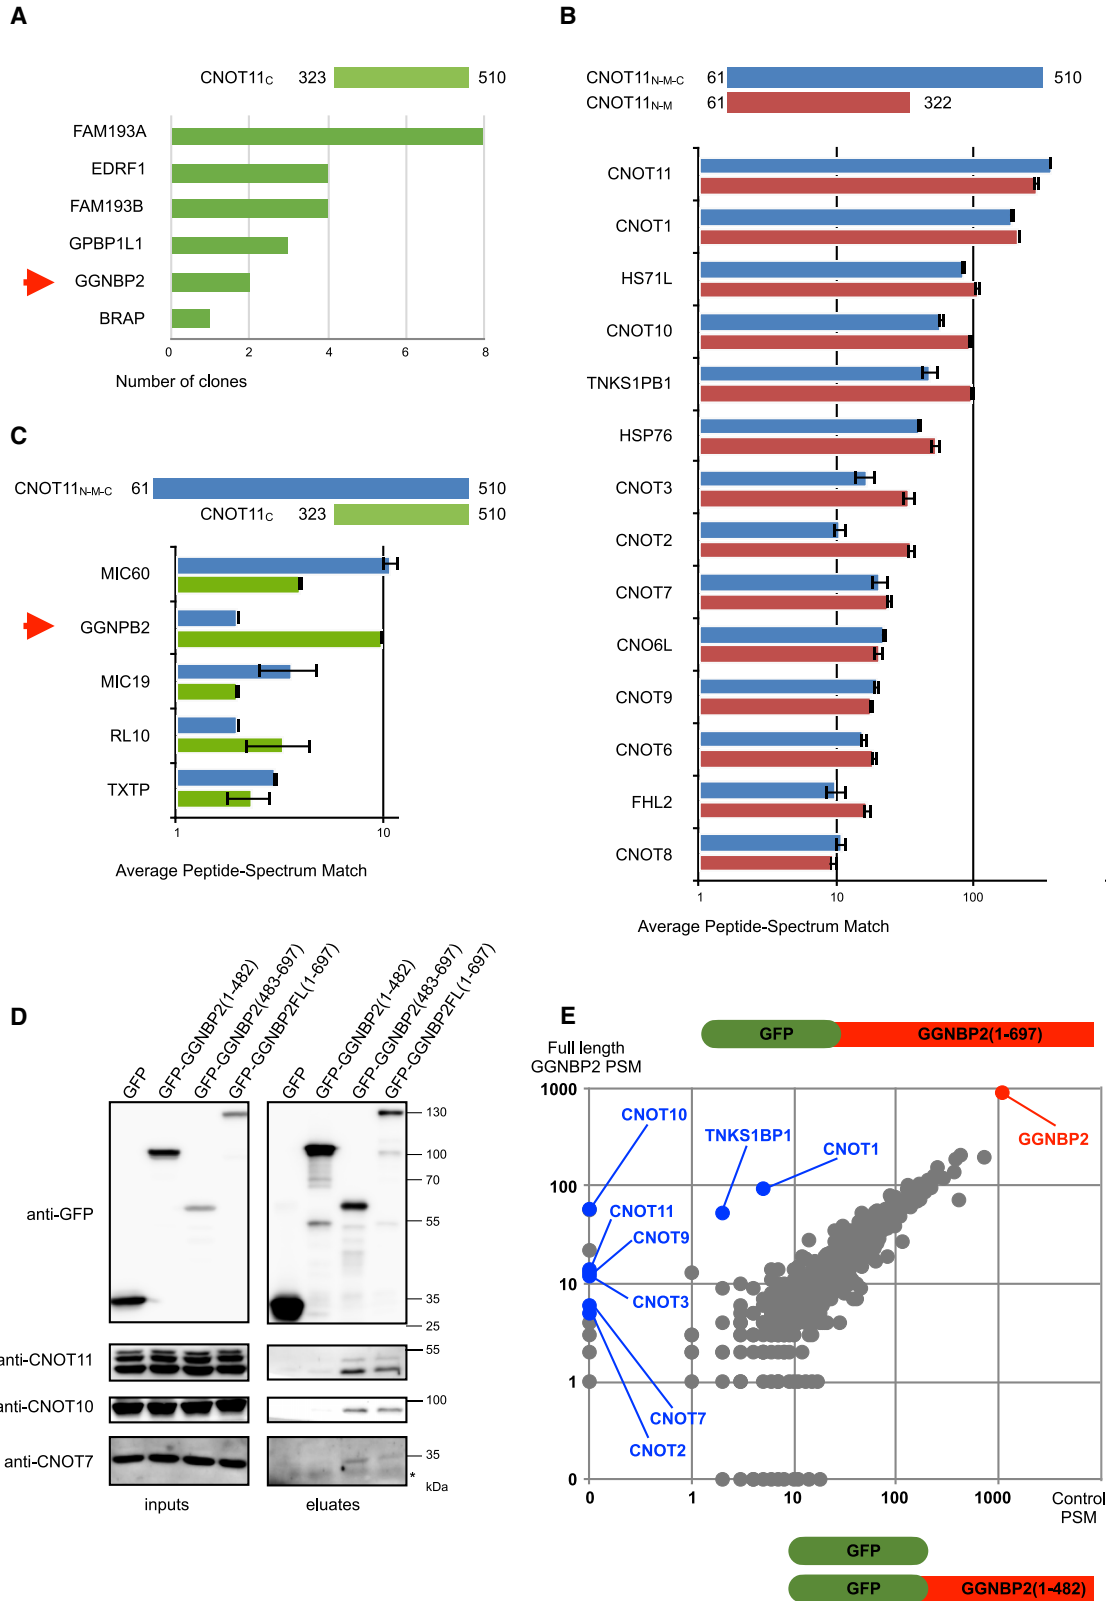 A
CNOT11C 323 510
FAM193A
EDRF1
FAM193B
GPBP1L1
GGNBP2
BRAP
0 2 4 6 8
Number of clones
B
CNOT11N-M-C 61 510
CNOT11N-M 61 322
CNOT11
CNOT1
HS71L
CNOT10
TNKS1PB1
HSP76
CNOT3
CNOT2
CNOT7
CNO6L
CNOT9
CNOT6
FHL2
CNOT8
1 10 100
Average Peptide-Spectrum Match
C
CNOT11N-M-C 61 510
CNOT11C 323 510
MIC60
GGNPB2
MIC19
RL10
TXTP
1 10
Average Peptide-Spectrum Match
D
GFP
GFP-GGNBP2(1-482)
GFP-GGNBP2(483-697)
GFP-GGNBP2FL(1-697)
GFP
GFP-GGNBP2(1-482)
GFP-GGNBP2(483-697)
GFP-GGNBP2FL(1-697)
anti-GFP
130
100
70
55
35
25
anti-CNOT11 55
anti-CNOT10 100
anti-CNOT7 35
*
kDa
inputs eluates
E
GFP GGNBP2(1-697)
Full length
GGNBP2 PSM
1000
100
10
1
0
CNOT10
TNKS1BP1
CNOT1
GGNBP2
CNOT11
CNOT9
CNOT3
CNOT7
CNOT2
0 1 10 100 1000
Control
PSM
GFP
GFP GGNBP2(1-482)